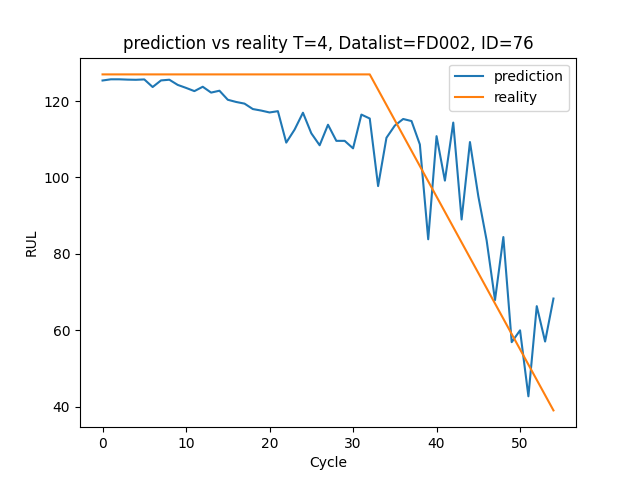 prediction vs reality T=4, Datalist=FD002, ID=76
prediction
reality
RUL
120
100
80
60
40
0 10 20 30 40 50
Cycle